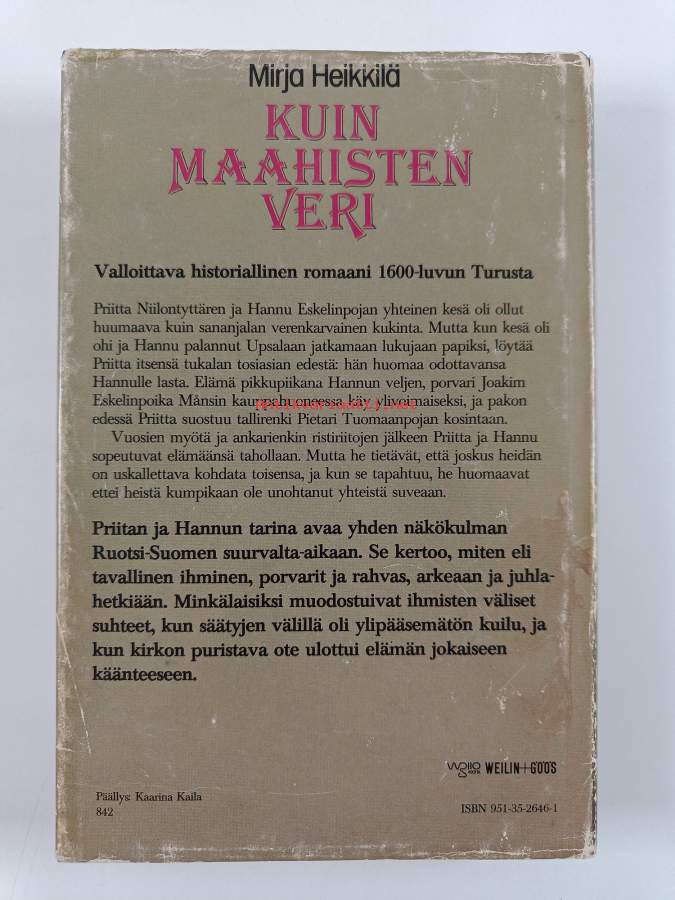 Mirja Heikkilä
KUIN
MAAHISTEN
VERI
Valloittava historiallinen romaani 1600-luvun Turusta
Priitta Niilontyttären ja Hannu Eskelinpojan yhteinen kesä oli ollut
huumaava kuin sananjalan verenkarvainen kukinta. Mutta kun kesä oli
ohi ja Hannu palannut Upsalaan jatkamaan lukujaan papiksi, löytää
Priitta itsensä tukalan tosiasian edestä: hän huomaa odottavansa
Hannulle lasta. Elämä pikkupiikana Hannun veljen, porvari Joakim
Eskelinpoika Månsin kauppahuoneessa käy ylivoimaiseksi, ja pakon
edessä Priitta suostuu tallirenki Pietari Tuomaanpojan kosintaan.
Vuosien myötä ja ankarienkin ristiriitojen jälkeen Priitta ja Hannu
sopeutuvat elämäänsä tahollaan. Mutta he tietävät, että joskus heidän
on uskallettava kohdata toisensa, ja kun se tapahtuu, he huomaavat
ettei heistä kumpikaan ole unohtanut yhteistä suveaan.
Priitan ja Hannun tarina avaa yhden näkökulman
Ruotsi-Suomen suurvalta-aikaan. Se kertoo, miten eli
tavallinen ihminen, porvarit ja rahvas, arkeaan ja juhla-
hetkiään. Minkälaisiksi muodostuivat ihmisten väliset
suhteet, kun säätyjen välillä oli ylipääsemätön kuilu, ja
kun kirkon puristava ote ulottui elämän jokaiseen
käänteeseen.
WEILIN+GÖÖS
Päällys: Kaarina Kaila
842
ISBN 951-35-2646-1